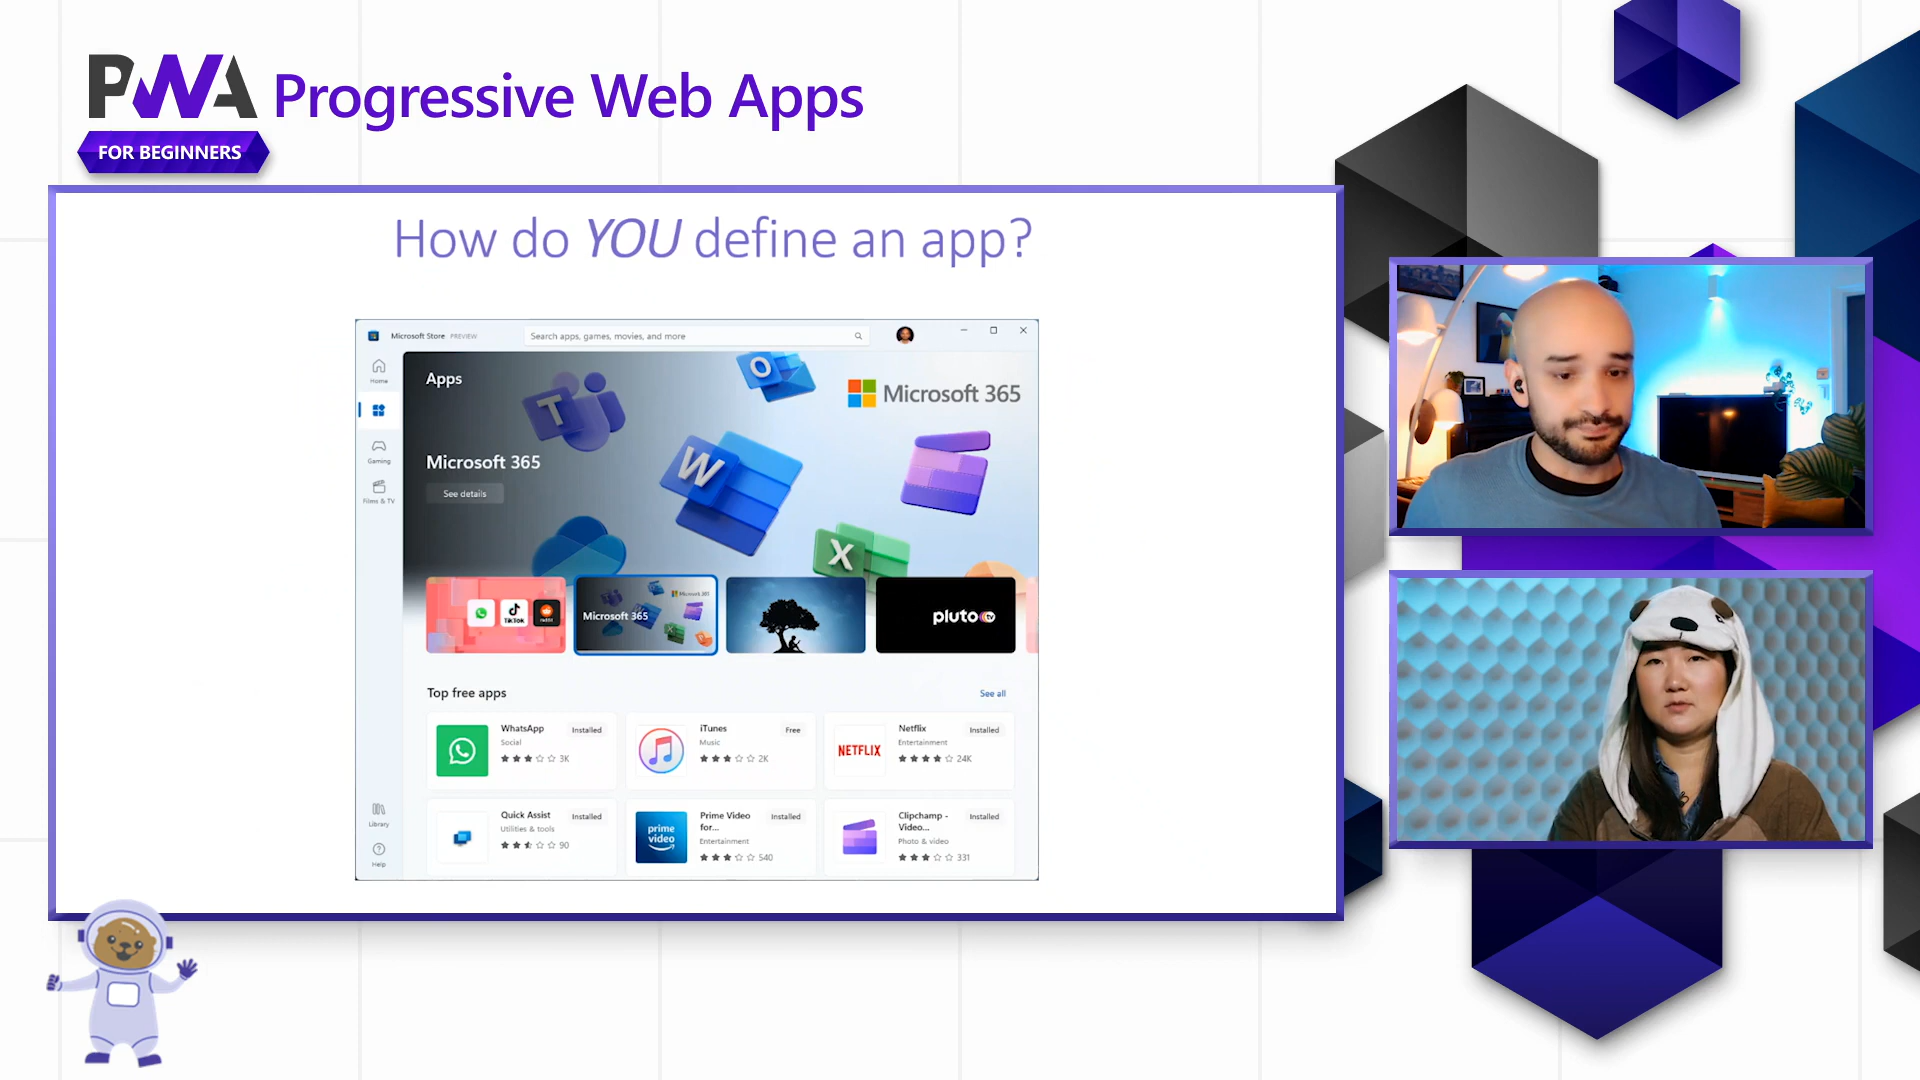 PWA Progressive Web Apps
FOR BEGINNERS
How do YOU define an app?
Microsoft Store PREVIEW
Search apps, games, movies, and more
Home
Gaming
Films & TV
Library
Help
Apps
Microsoft 365
Microsoft 365
See details
T
O
W
X
TikTok
reddit
Microsoft 365
Microsoft 365
pluto tv
Top free apps
See all
WhatsApp
Installed
Social
3K
iTunes
Free
Music
2K
NETFLIX
Netflix
Installed
Entertainment
24K
Quick Assist
Installed
Utilities & tools
90
prime
video
Prime Video
for...
Installed
Entertainment
540
Clipchamp -
Video...
Installed
Photo & video
331